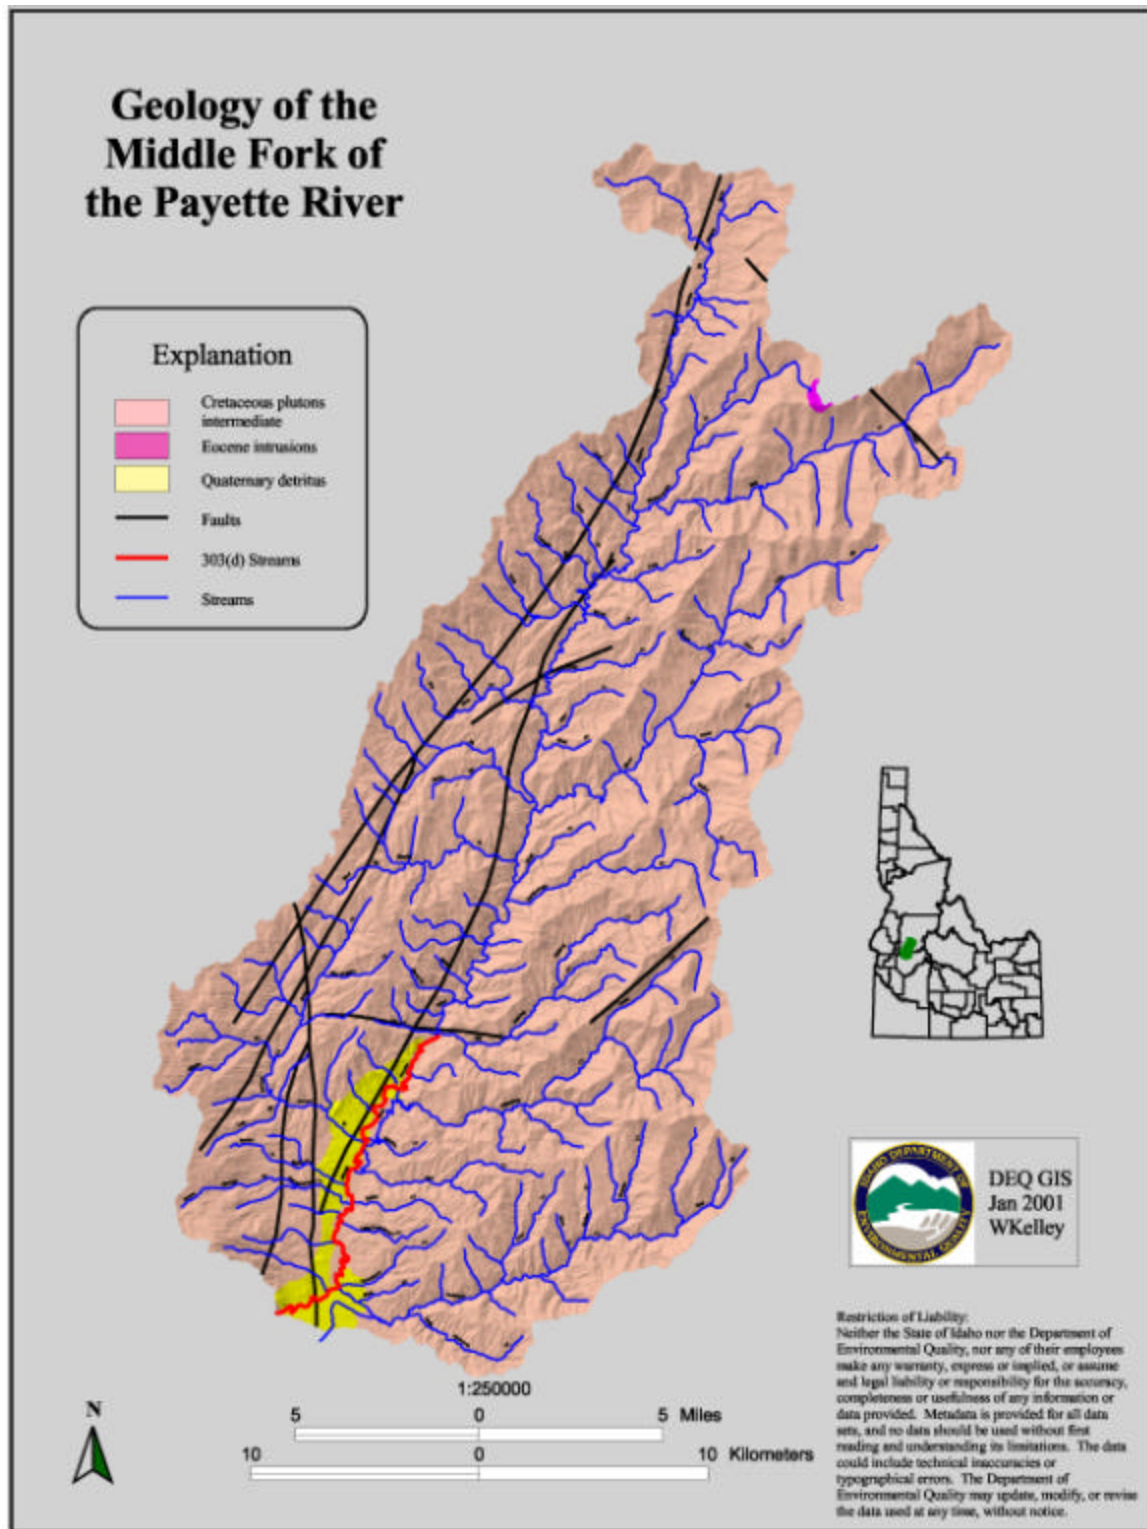 Geology of the
Middle Fork of
the Payette River
Explanation
Cretaceous plutons
intermediate
Eocene intrusions
Quaternary detritus
Faults
303(d) Streams
Streams
IDAHO DEPARTMENT OF
ENVIRONMENTAL QUALITY
DEQ GIS
Jan 2001
WKelley
Restriction of Liability:
Neither the State of Idaho nor the Department of
Environmental Quality, nor any of their employees
make any warranty, express or implied, or assume
and legal liability or responsibility for the accuracy,
completeness or usefulness of any information or
data provided. Metadata is provided for all data
sets, and no data should be used without first
reading and understanding its limitations. The data
could include technical inaccuracies or
typographical errors. The Department of
Environmental Quality may update, modify, or revise
the data used at any time, without notice.
1:250000
N
5 0 5 Miles
10 0 10 Kilometers